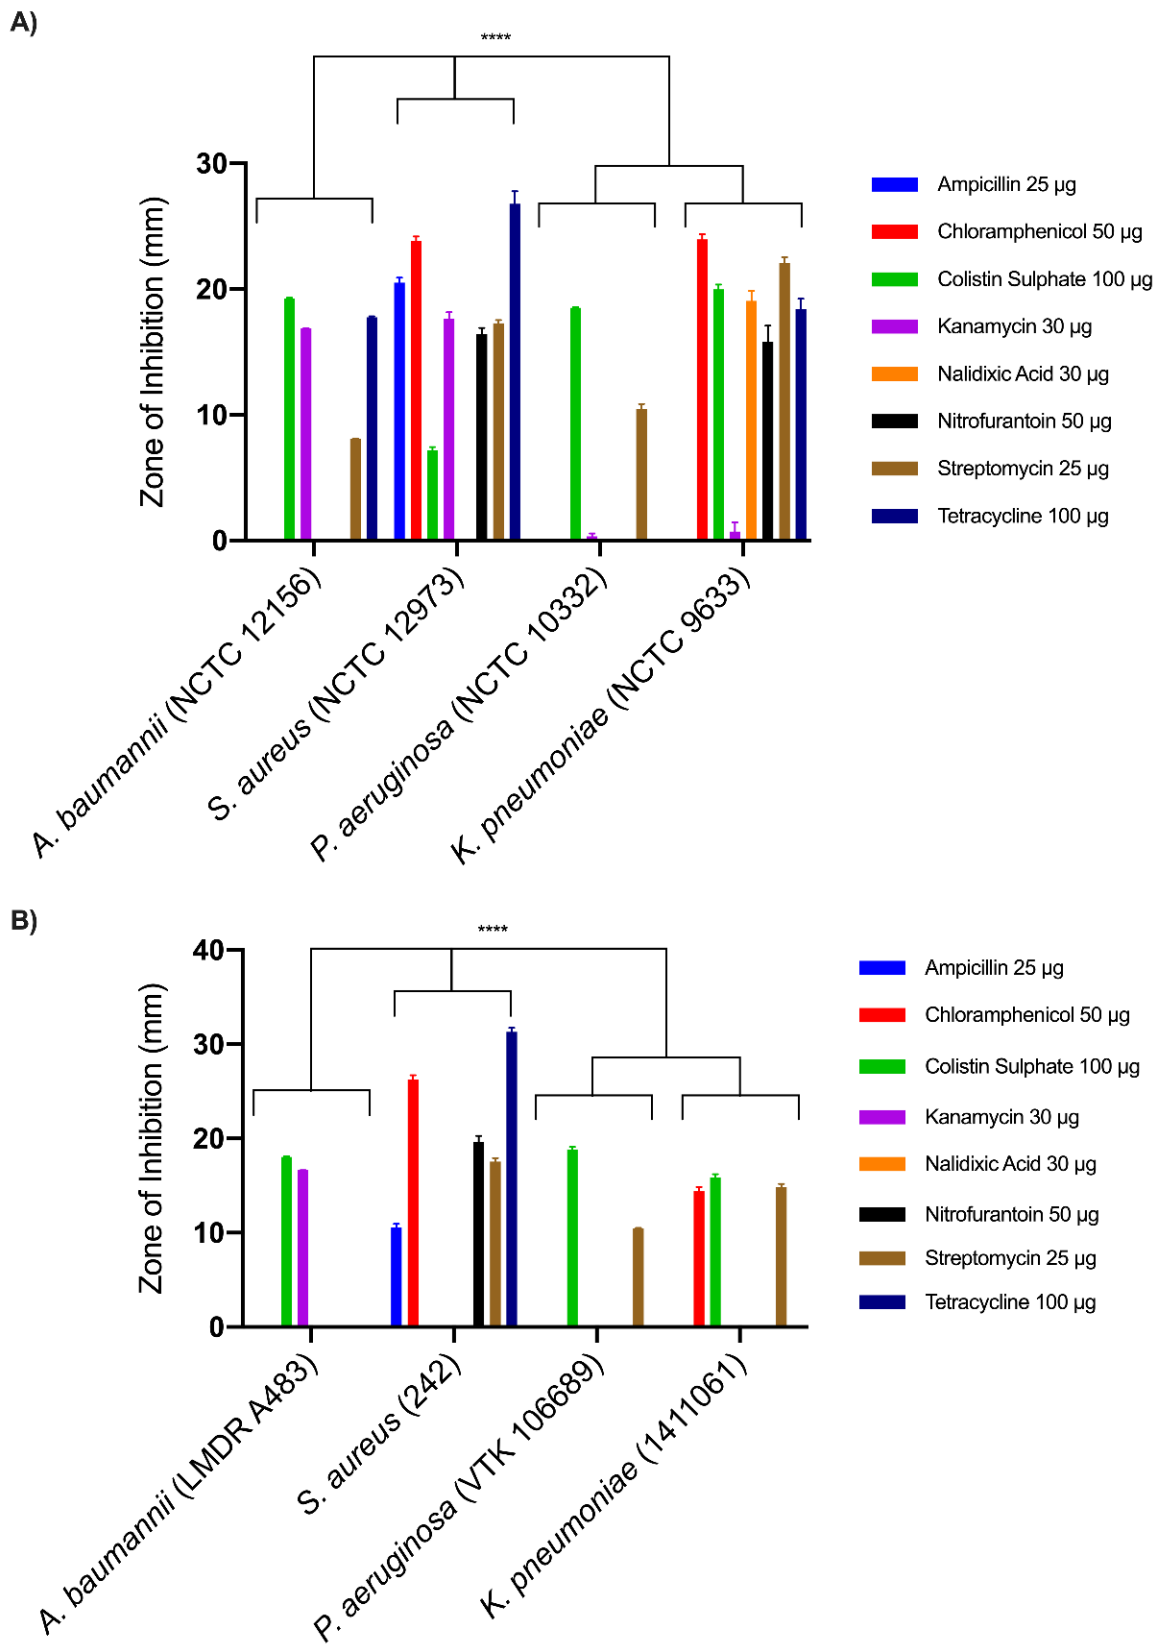 A)
****
30
20
10
0
Zone of Inhibition (mm)
A. baumannii (NCTC 12156)
S. aureus (NCTC 12973)
P. aeruginosa (NCTC 10332)
K. pneumoniae (NCTC 9633)
Ampicillin 25 µg
Chloramphenicol 50 µg
Colistin Sulphate 100 µg
Kanamycin 30 µg
Nalidixic Acid 30 µg
Nitrofurantoin 50 µg
Streptomycin 25 µg
Tetracycline 100 µg
B)
****
40
30
20
10
0
Zone of Inhibition (mm)
A. baumannii (LMDR A483)
S. aureus (242)
P. aeruginosa (VTK 106689)
K. pneumoniae (1411061)
Ampicillin 25 µg
Chloramphenicol 50 µg
Colistin Sulphate 100 µg
Kanamycin 30 µg
Nalidixic Acid 30 µg
Nitrofurantoin 50 µg
Streptomycin 25 µg
Tetracycline 100 µg